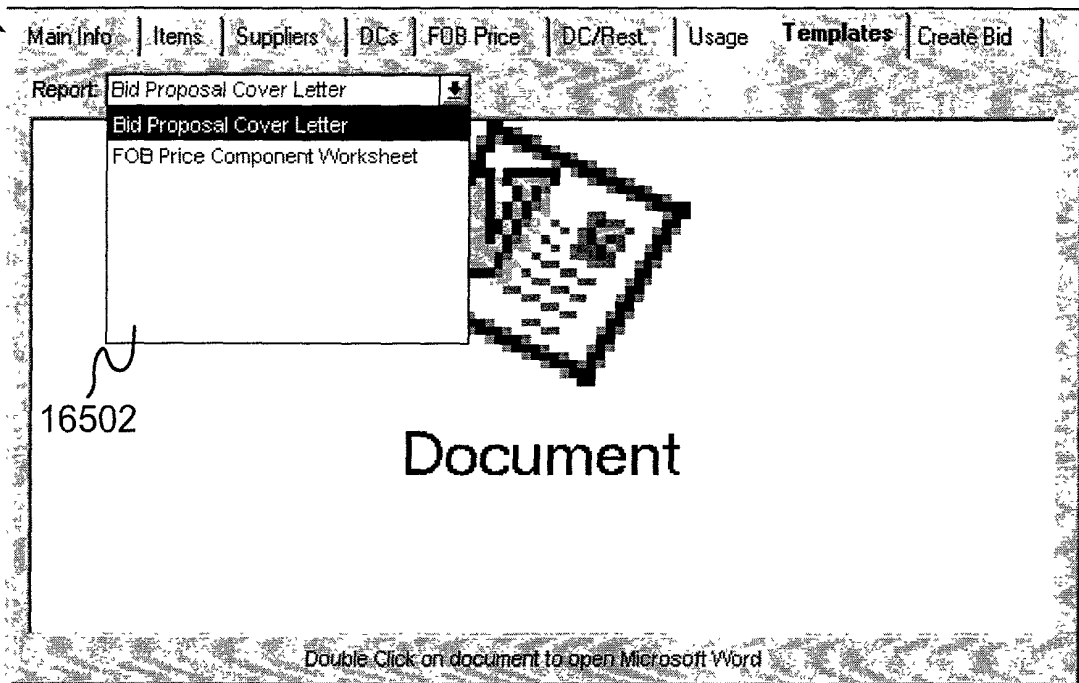 Main Info Items Suppliers DCs FOB Price DC/Rest. Usage Templates Create Bid
Report: Bid Proposal Cover Letter
Bid Proposal Cover Letter
FOB Price Component Worksheet
16502
Document
Double Click on document to open Microsoft Word